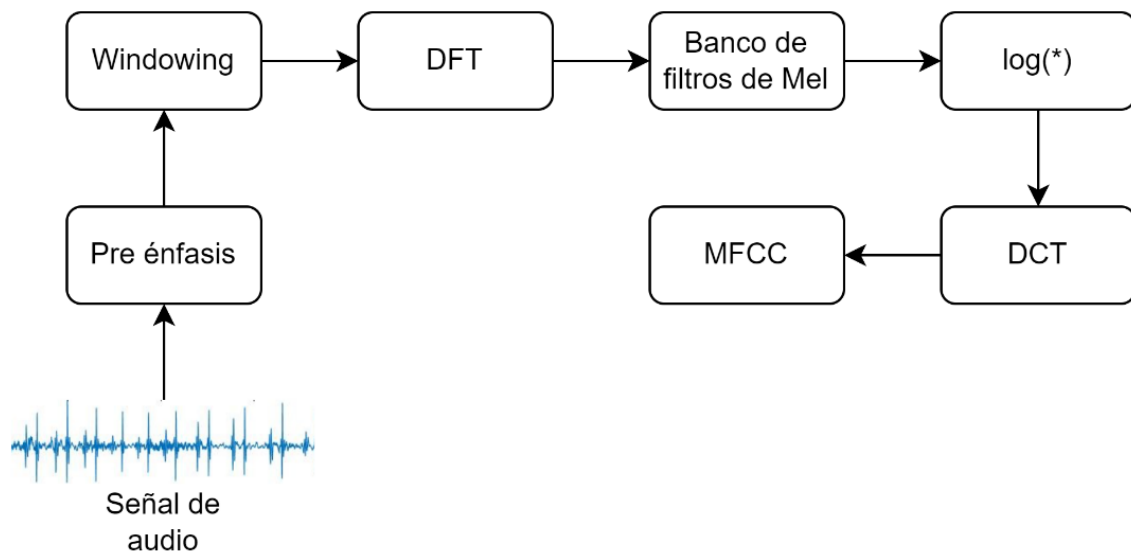 Windowing
DFT
Banco de
filtros de Mel
log(*)
Pre énfasis
MFCC
DCT
Señal de
audio